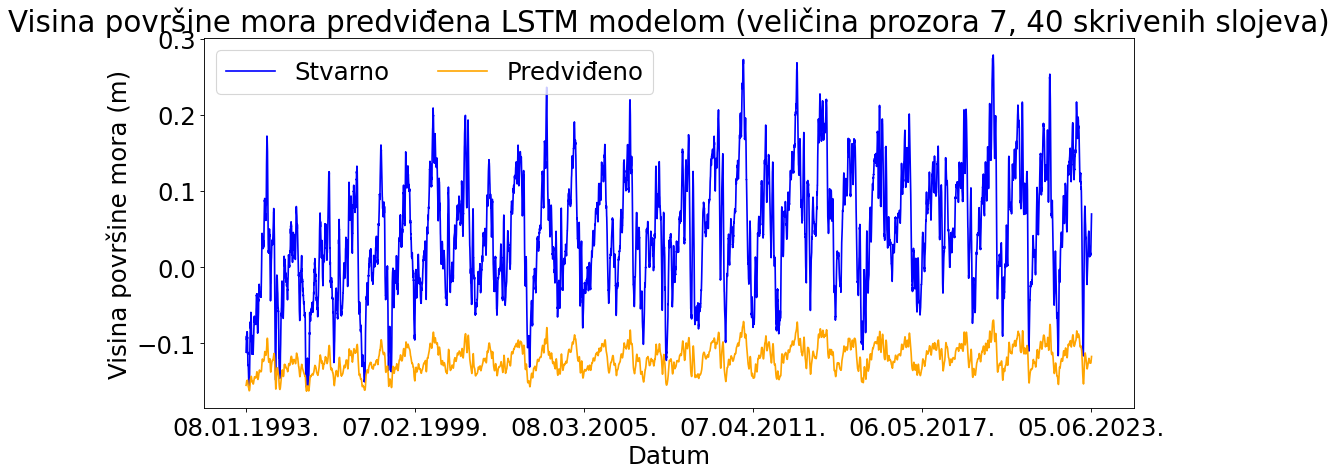 Visina površine mora predviđena LSTM modelom (veličina prozora 7, 40 skrivenih slojeva)
Stvarno
Predviđeno
Visina površine mora (m)
0.3
0.2
0.1
0.0
−0.1
08.01.1993.
07.02.1999.
08.03.2005.
07.04.2011.
06.05.2017.
05.06.2023.
Datum